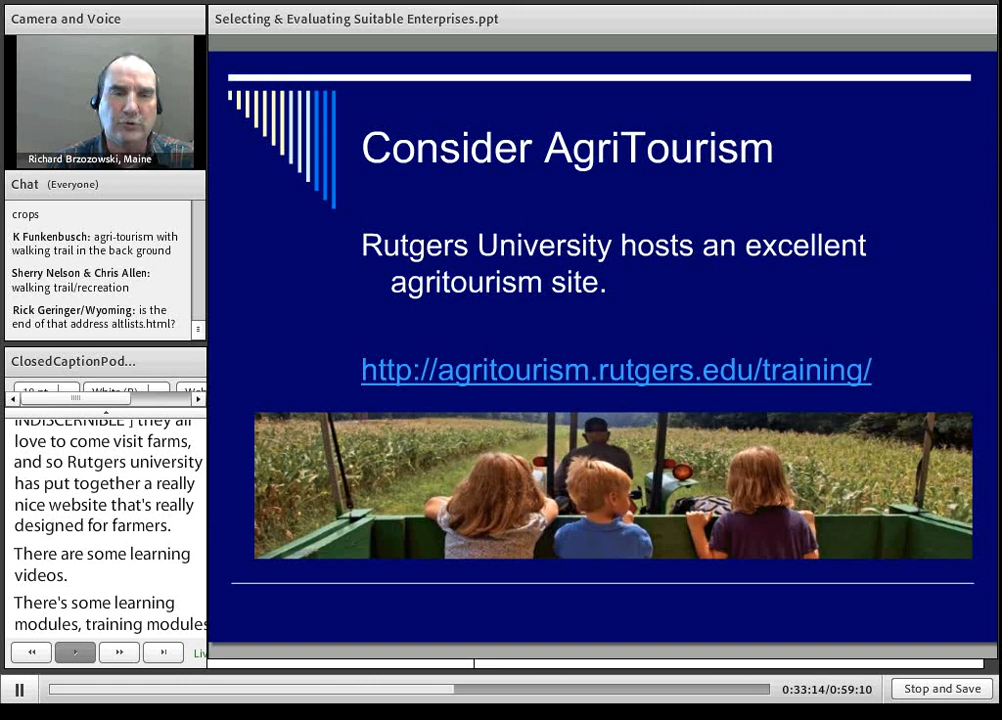 Camera and Voice
Richard Brzozowski, Maine
Chat (Everyone)
crops
K Funkenbusch: agri-tourism with
walking trail in the back ground
Sherry Nelson & Chris Allen:
walking trail/recreation
Rick Geringer/Wyoming: is the
end of that address altlists.html?
ClosedCaptionPod...
INDISCERNIBLE ] they all
love to come visit farms,
and so Rutgers university
has put together a really
nice website that's really
designed for farmers.
There are some learning
videos.
There's some learning
modules, training modules
Selecting & Evaluating Suitable Enterprises.ppt
Consider AgriTourism
Rutgers University hosts an excellent
agritourism site.
http://agritourism.rutgers.edu/training/
0:33:14/0:59:10
Stop and Save